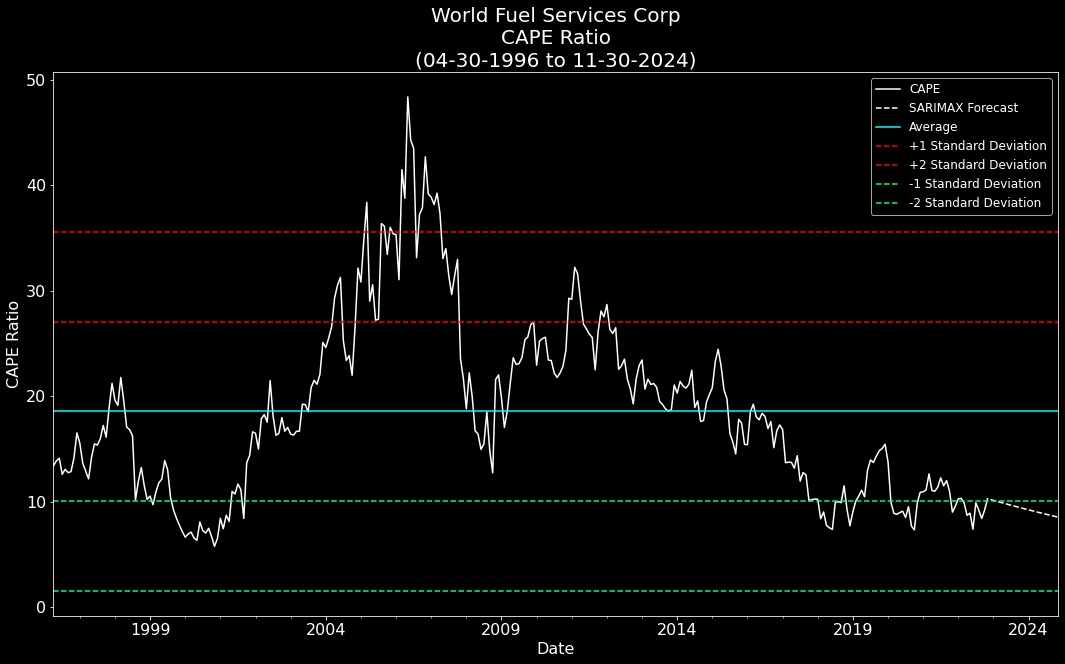 World Fuel Services Corp
CAPE Ratio
(04-30-1996 to 11-30-2024)
50
40
30
20
10
0
CAPE Ratio
CAPE
SARIMAX Forecast
Average
+1 Standard Deviation
+2 Standard Deviation
-1 Standard Deviation
-2 Standard Deviation
1999
2004
2009
2014
2019
2024
Date